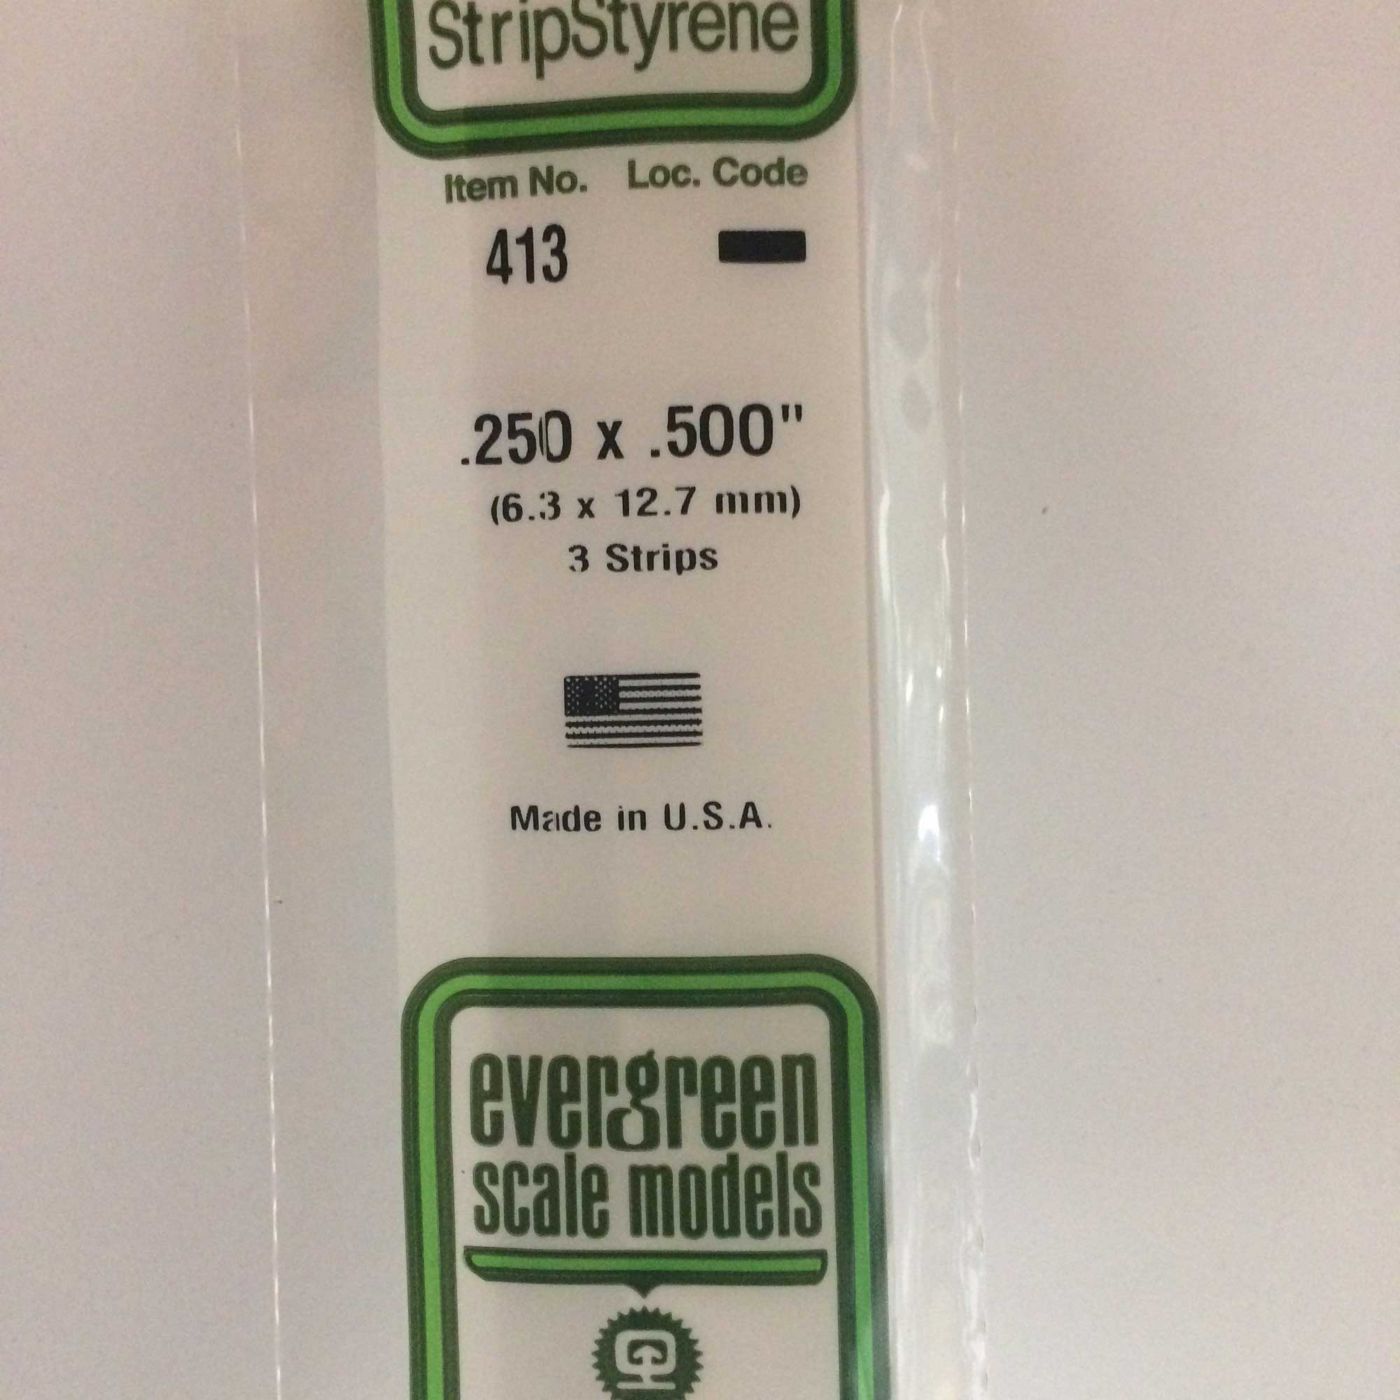 StripStyrene
Item No. Loc. Code
413
.250 x .500"
(6.3 x 12.7 mm)
3 Strips
Made in U.S.A.
evergreen
scale models